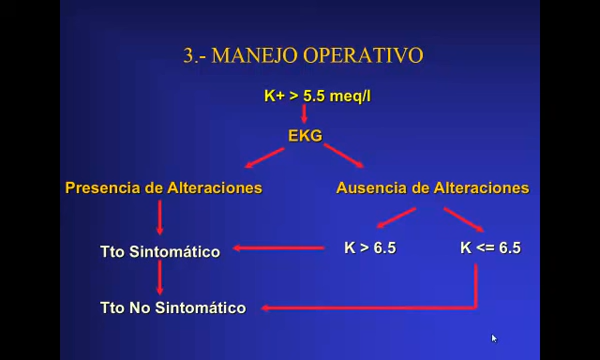 3.- MANEJO OPERATIVO
K+ > 5.5 meq/l
EKG
Presencia de Alteraciones
Ausencia de Alteraciones
Tto Sintomático
K > 6.5
K <= 6.5
Tto No Sintomático